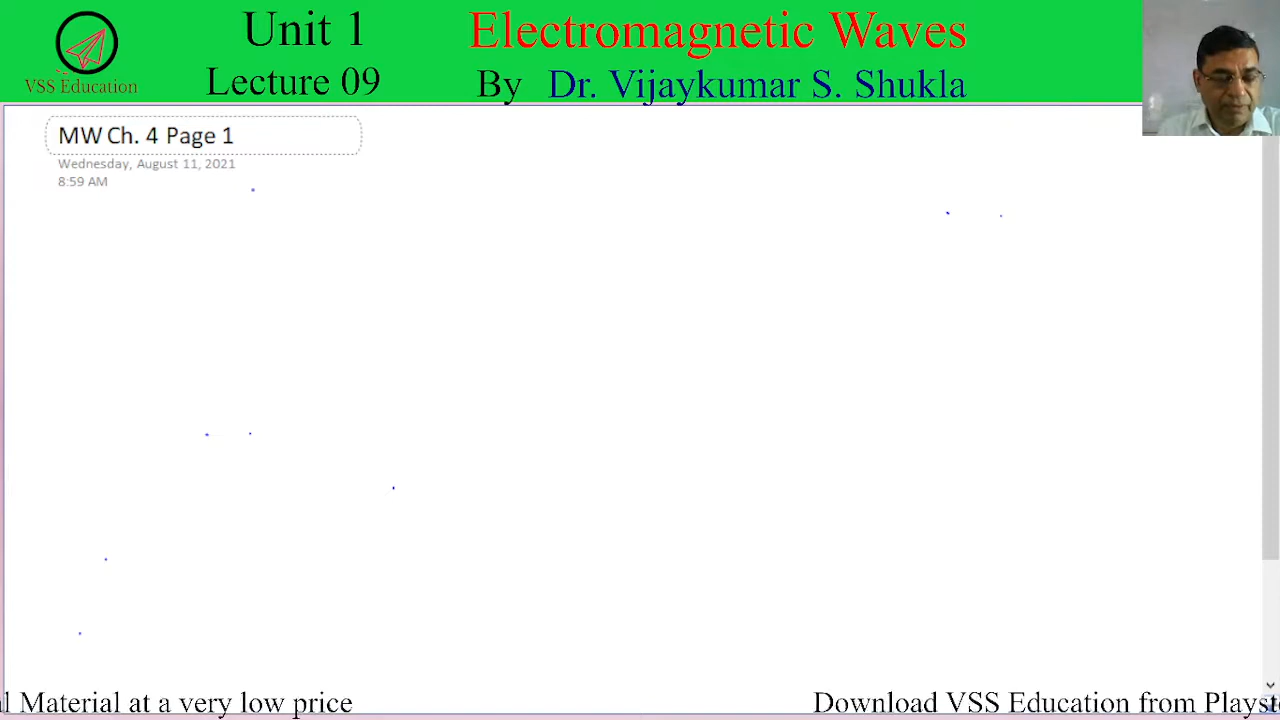 Unit 1
Electromagnetic Waves
VSS Education
Lecture 09
By Dr. Vijaykumar S. Shukla
MW Ch. 4 Page 1
Wednesday, August 11, 2021
8:59 AM
Material at a very low price
Download VSS Education from